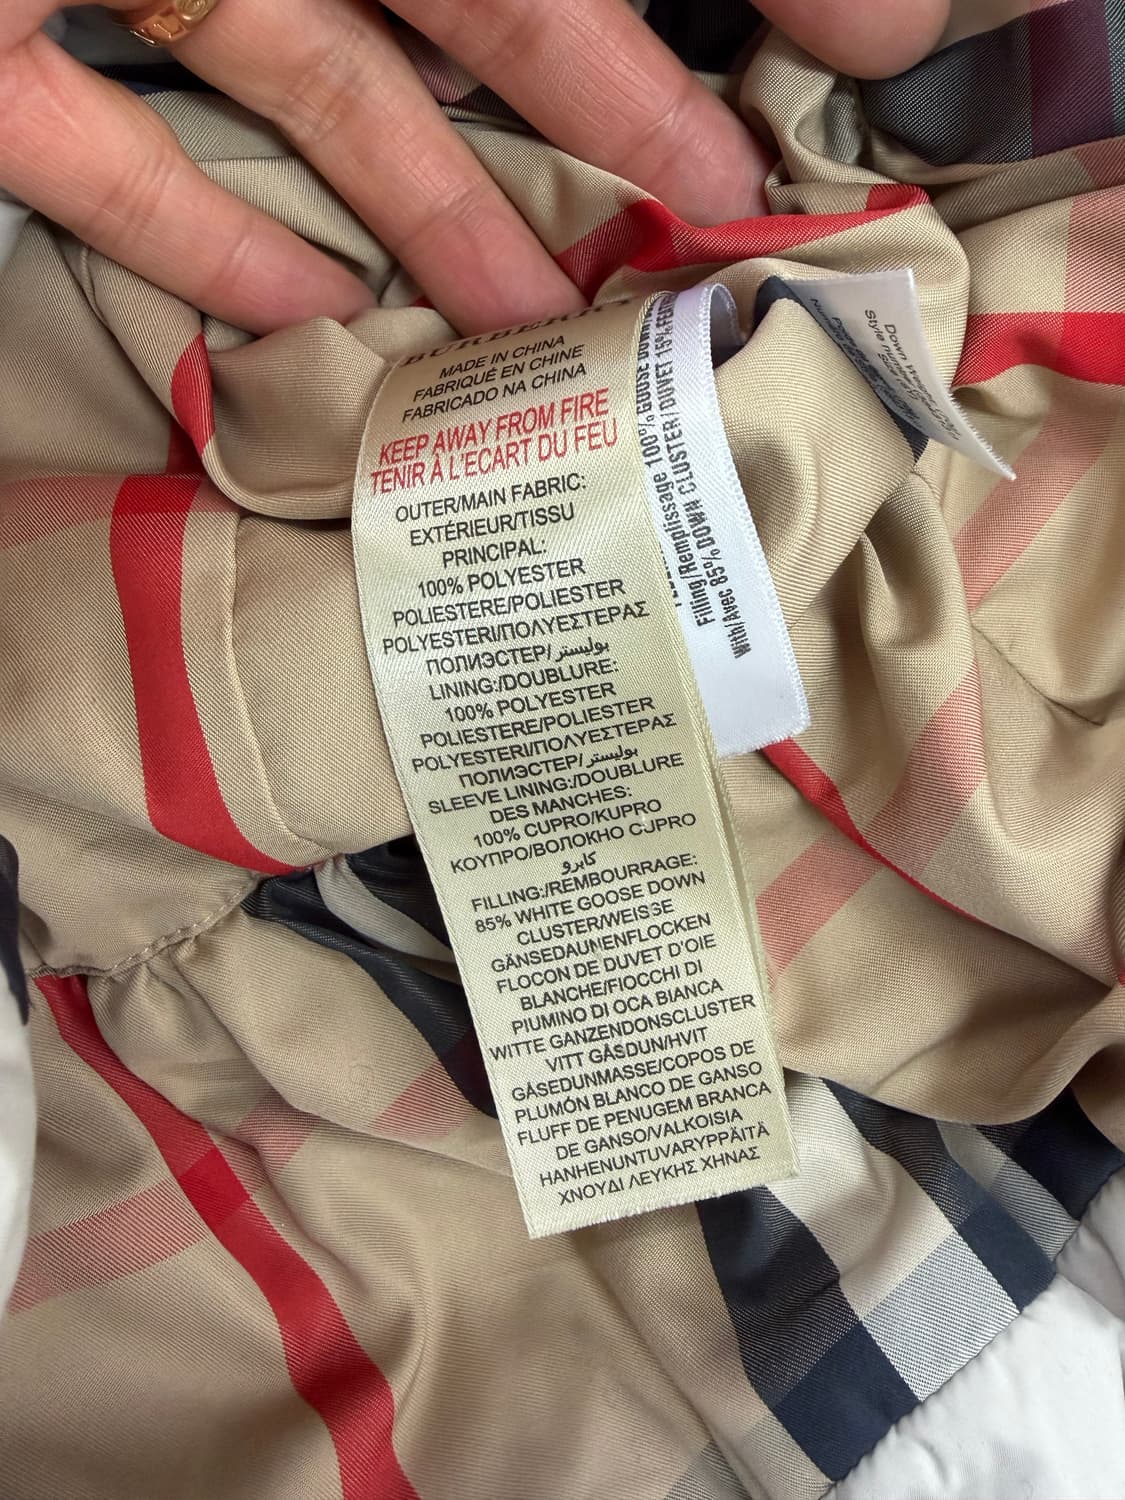 BURBERRY
MADE IN CHINA
FABRIQUÉ EN CHINE
FABRICADO NA CHINA
KEEP AWAY FROM FIRE
TENIR À L'ECART DU FEU
OUTER/MAIN FABRIC:
EXTÉRIEUR/TISSU
PRINCIPAL:
100% POLYESTER
POLIESTERE/POLIESTER
POLYESTERI/ΠΟΛΥΕΣΤΕΡΑΣ
ПОЛИЭСТЕР/بوليستر
LINING:/DOUBLURE:
100% POLYESTER
POLIESTERE/POLIESTER
POLYESTERI/ΠΟΛΥΕΣΤΕΡΑΣ
ПОЛИЭСТЕР/بوليستر
SLEEVE LINING:/DOUBLURE
DES MANCHES:
100% CUPRO/KUPRO
ΚΟΥΠΡΟ/ВОЛОКНО CUPRO
كابرو
FILLING:/REMBOURRAGE:
85% WHITE GOOSE DOWN
CLUSTER/WEISSE
GÄNSEDAUNENFLOCKEN
FLOCON DE DUVET D'OIE
BLANCHE/FIOCCHI DI
PIUMINO DI OCA BIANCA
WITTE GANZENDONSCLUSTER
VITT GÅSDUN/HVIT
GÅSEDUNMASSE/COPOS DE
PLUMÓN BLANCO DE GANSO
FLUFF DE PENUGEM BRANCA
DE GANSO/VALKOISIA
HANHENUNTUVARYPPÄITÄ
ΧΝΟΥΔΙ ΛΕΥΚΗΣ ΧΗΝΑΣ
Filling/Remplissage 100% GOOSE DOWN
With/Avec 85% DOWN CLUSTER/DUVET 15%
Down
Style